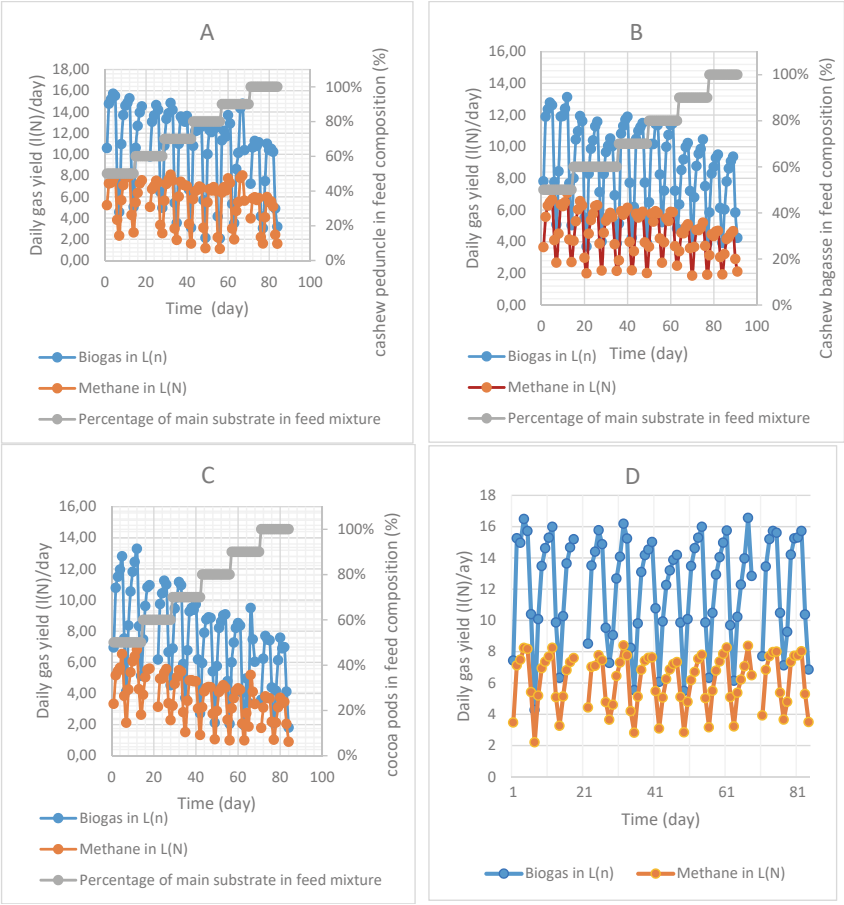 A
Daily gas yield (l(N)/day)
18,00
16,00
14,00
12,00
10,00
8,00
6,00
4,00
2,00
0,00
100%
80%
60%
40%
20%
0%
cashew peduncle in feed composition (%)
0 20 40 60 80 100
Time (day)
Biogas in L(n)
Methane in L(N)
Percentage of main substrate in feed mixture
B
Daily gas yield (l(N)/day)
16,00
14,00
12,00
10,00
8,00
6,00
4,00
2,00
0,00
100%
80%
60%
40%
20%
0%
Cashew bagasse in feed composition (%)
0 20 40 60 80 100
Time (day)
Biogas in L(n)
Methane in L(N)
Percentage of main substrate in feed mixture
C
Daily gas yield (l(N)/day
16,00
14,00
12,00
10,00
8,00
6,00
4,00
2,00
0,00
100%
80%
60%
40%
20%
0%
cocoa pods in feed composition (%)
0 20 40 60 80 100
Time (day)
Biogas in L(n)
Methane in L(N)
Percentage of main substrate in feed mixture
D
Daily gas yield (l(N)/ay)
18
16
14
12
10
8
6
4
2
0
1 21 41 61 81
Time (day)
Biogas in L(n) Methane in L(N)